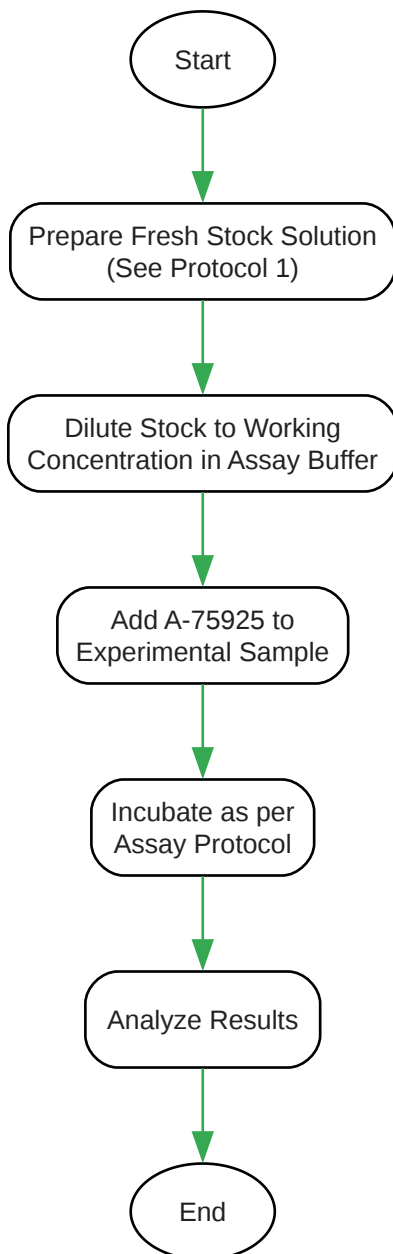 Start
Prepare Fresh Stock Solution
(See Protocol 1)
Dilute Stock to Working
Concentration in Assay Buffer
Add A-75925 to
Experimental Sample
Incubate as per
Assay Protocol
Analyze Results
End